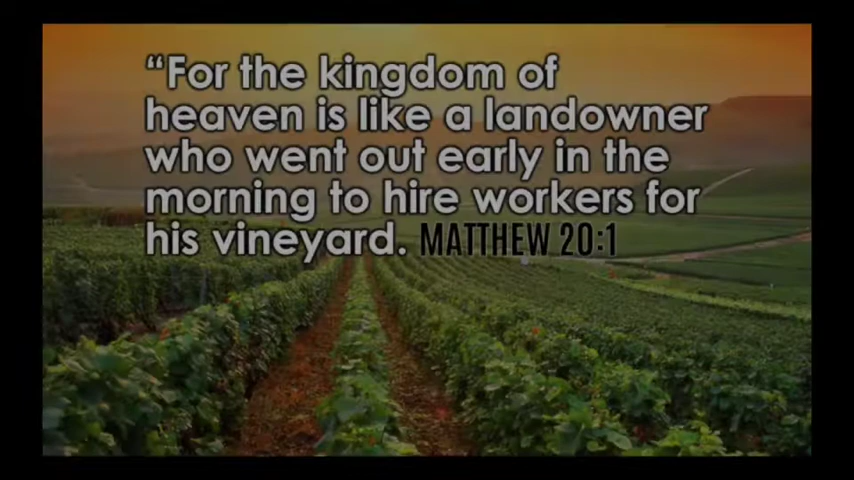 “For the kingdom of
heaven is like a landowner
who went out early in the
morning to hire workers for
his vineyard. MATTHEW 20:1